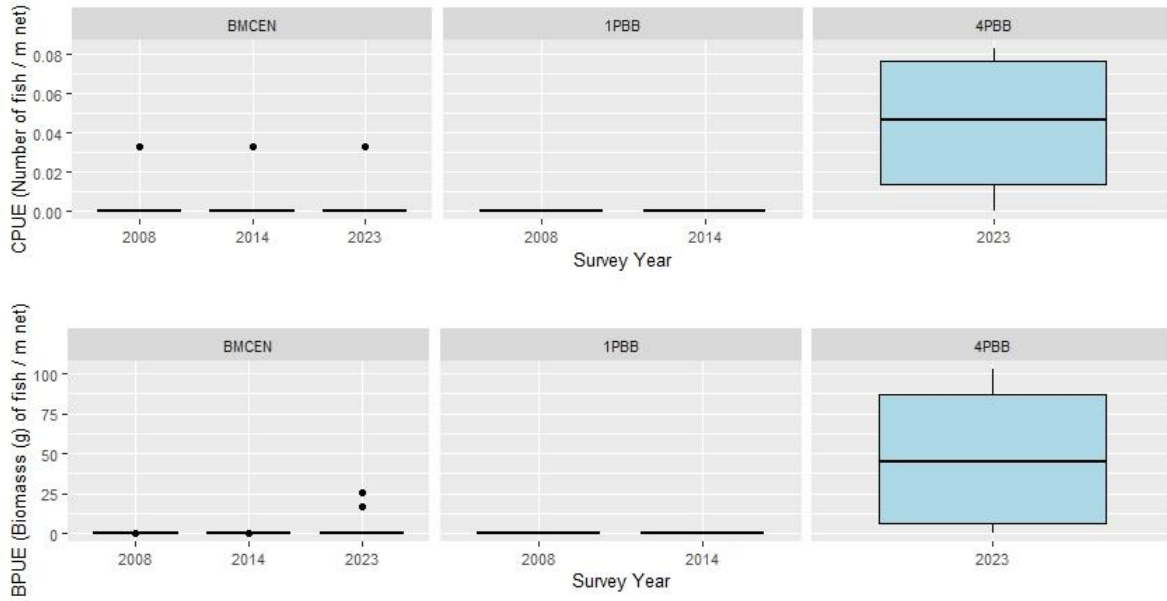 BMCEN 1PBB 4PBB
CPUE (Number of fish / m net)
0.08
0.06
0.04
0.02
0.00
2008 2014 2023 2008 2014 2023
Survey Year
BMCEN 1PBB 4PBB
BPUE (Biomasss (g) of fish / m net)
100
75
50
25
0
2008 2014 2023 2008 2014 2023
Survey Year